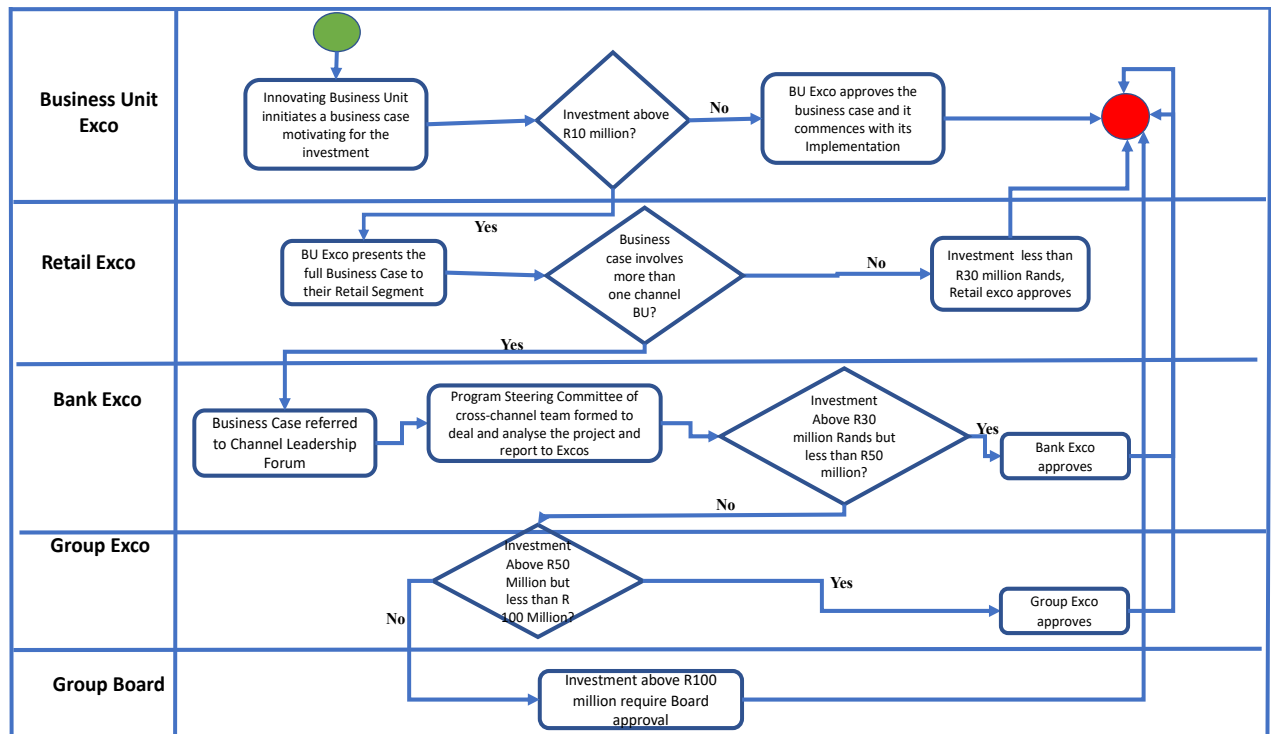 Business Unit
Exco
Innovating Business Unit
innitiates a business case
motivating for the
investment
Investment above
R10 million?
No
BU Exco approves the
business case and it
commences with its
Implementation
Yes
Retail Exco
BU Exco presents the
full Business Case to
their Retail Segment
Business
case involves
more than
one channel
BU?
No
Investment less than
R30 million Rands,
Retail exco approves
Yes
Bank Exco
Business Case referred
to Channel Leadership
Forum
Program Steering Committee of
cross-channel team formed to
deal and analyse the project and
report to Excos
Investment
Above R30
million Rands but
less than R50
million?
Yes
Bank Exco
approves
No
Group Exco
Investment
Above R50
Million but
less than R
100 Million?
Yes
Group Exco
approves
No
Group Board
Investment above R100
million require Board
approval